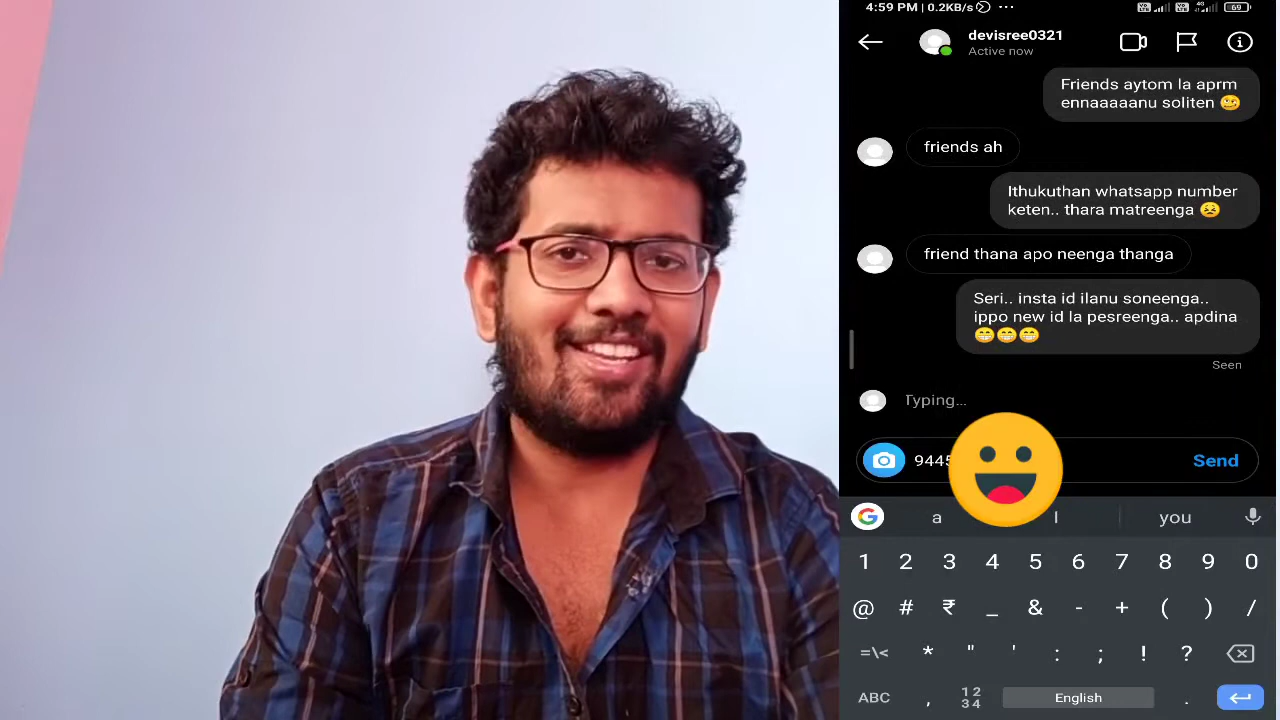 4:59 PM | 0.2KB/s
69
devisree0321
Active now
Friends aytom la aprm
ennaaaaanu soliten
friends ah
Ithukuthan whatsapp number
keten.. thara matreenga
friend thana apo neenga thanga
Seri.. insta id ilanu soneenga..
ippo new id la pesreenga.. apdina
Seen
Typing...
9445
Send
a
I
you
1 2 3 4 5 6 7 8 9 0
@ # ₹ _ & - + ( ) /
=\< * " ' : ; ! ?
ABC , 12 English .
34